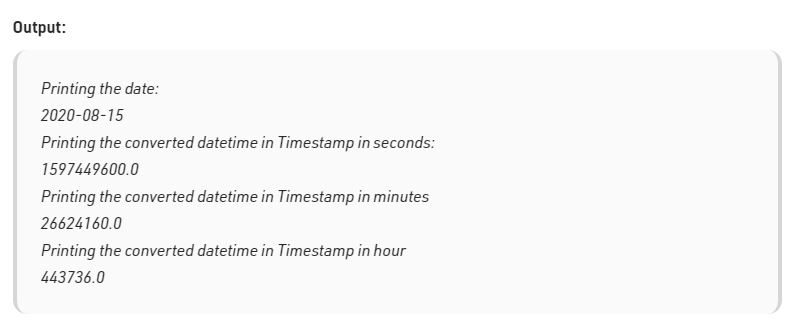 Output:
Printing the date:
2020-08-15
Printing the converted datetime in Timestamp in seconds:
1597449600.0
Printing the converted datetime in Timestamp in minutes
26624160.0
Printing the converted datetime in Timestamp in hour
443736.0